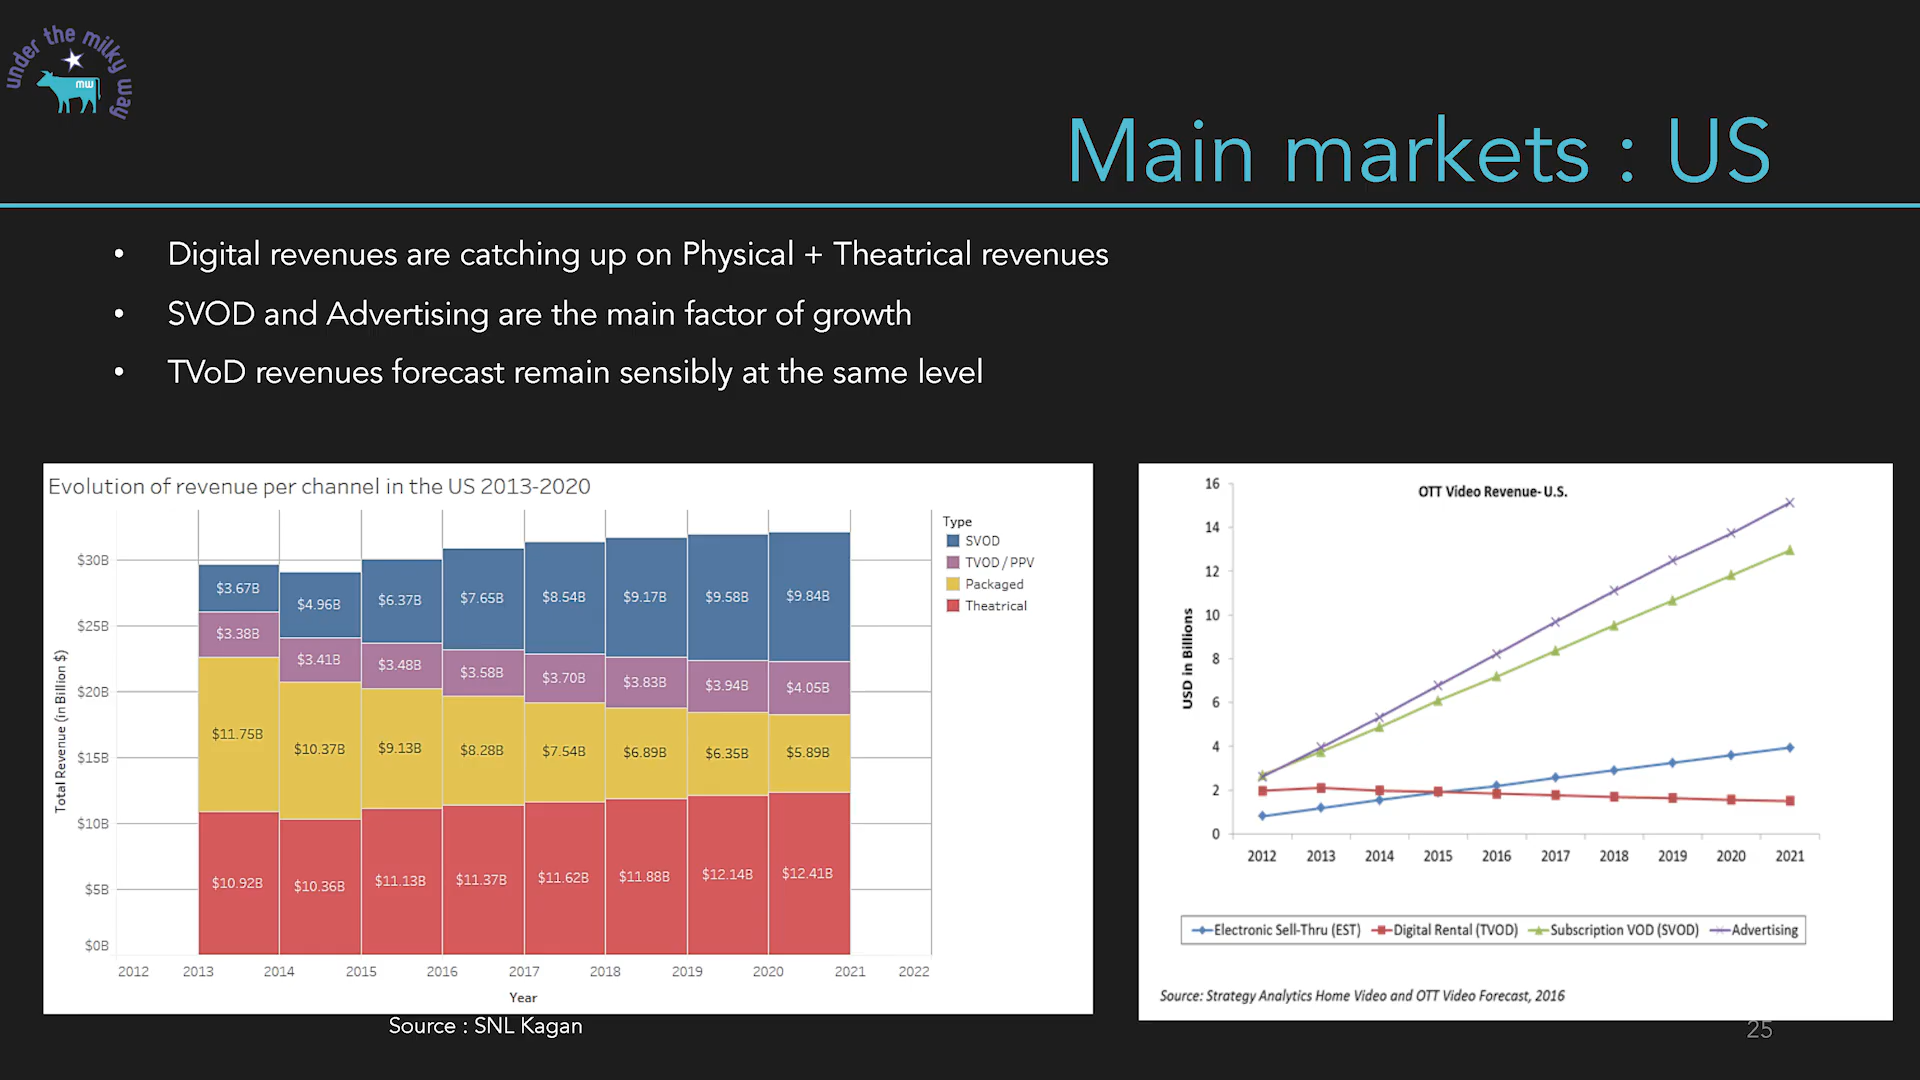 under the milky way
mw
Main markets : US
• Digital revenues are catching up on Physical + Theatrical revenues
• SVOD and Advertising are the main factor of growth
• TVoD revenues forecast remain sensibly at the same level
Evolution of revenue per channel in the US 2013-2020
Total Revenue (in Billion $)
$30B
$25B
$20B
$15B
$10B
$5B
$0B
$3.67B $4.96B $6.37B $7.65B $8.54B $9.17B $9.58B $9.84B
$3.38B $3.41B $3.48B $3.58B $3.70B $3.83B $3.94B $4.05B
$11.75B $10.37B $9.13B $8.28B $7.54B $6.89B $6.35B $5.89B
$10.92B $10.36B $11.13B $11.37B $11.62B $11.88B $12.14B $12.41B
2012 2013 2014 2015 2016 2017 2018 2019 2020 2021 2022
Year
Type
SVOD
TVOD / PPV
Packaged
Theatrical
Source : SNL Kagan
OTT Video Revenue- U.S.
USD in Billions
16
14
12
10
8
6
4
2
0
2012 2013 2014 2015 2016 2017 2018 2019 2020 2021
Electronic Sell-Thru (EST) Digital Rental (TVOD) Subscription VOD (SVOD) Advertising
Source: Strategy Analytics Home Video and OTT Video Forecast, 2016
25